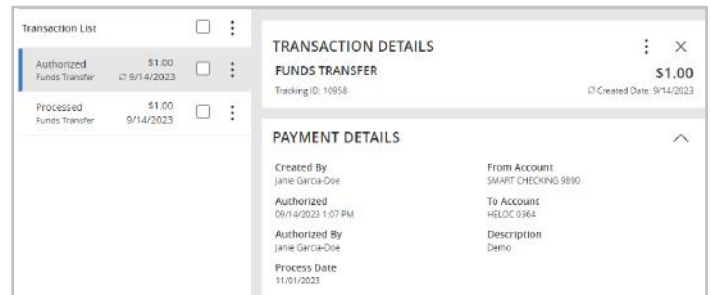 Transaction List
Authorized $1.00
Funds Transfer 9/14/2023
Processed $1.00
Funds Transfer 9/14/2023
TRANSACTION DETAILS
FUNDS TRANSFER $1.00
Tracking ID: 10958 Created Date: 9/14/2023
PAYMENT DETAILS
Created By From Account
Janie Garcia-Doe SMART CHECKING 9890
Authorized To Account
09/14/2023 1:07 PM HELOC 0364
Authorized By Description
Janie Garcia-Doe Demo
Process Date
11/01/2023